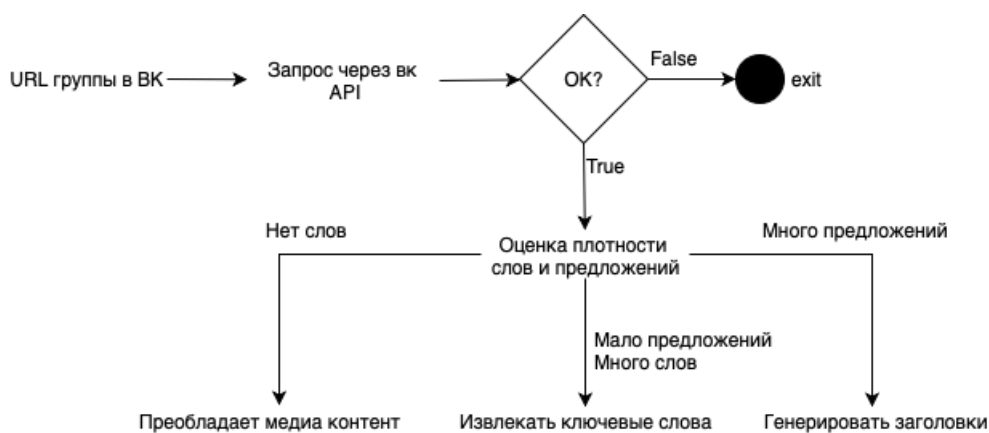 URL группы в ВК
Запрос через вк
API
OK?
False
exit
True
Нет слов
Оценка плотности
слов и предложений
Много предложений
Мало предложений
Много слов
Преобладает медиа контент
Извлекать ключевые слова
Генерировать заголовки